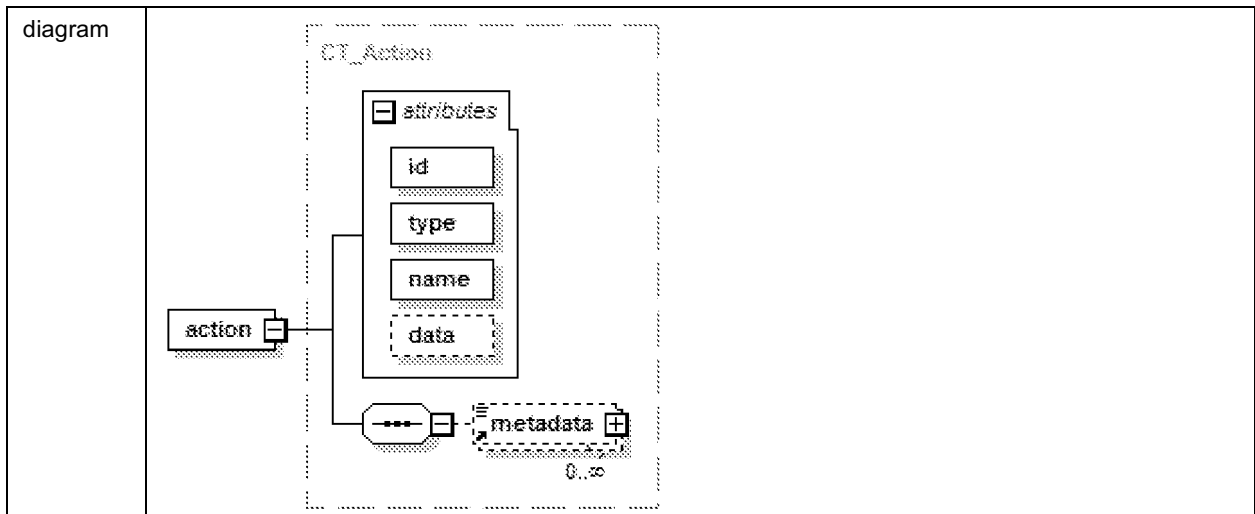 diagram
CT_Action
attributes
id
type
name
action
data
metadata
0..∞